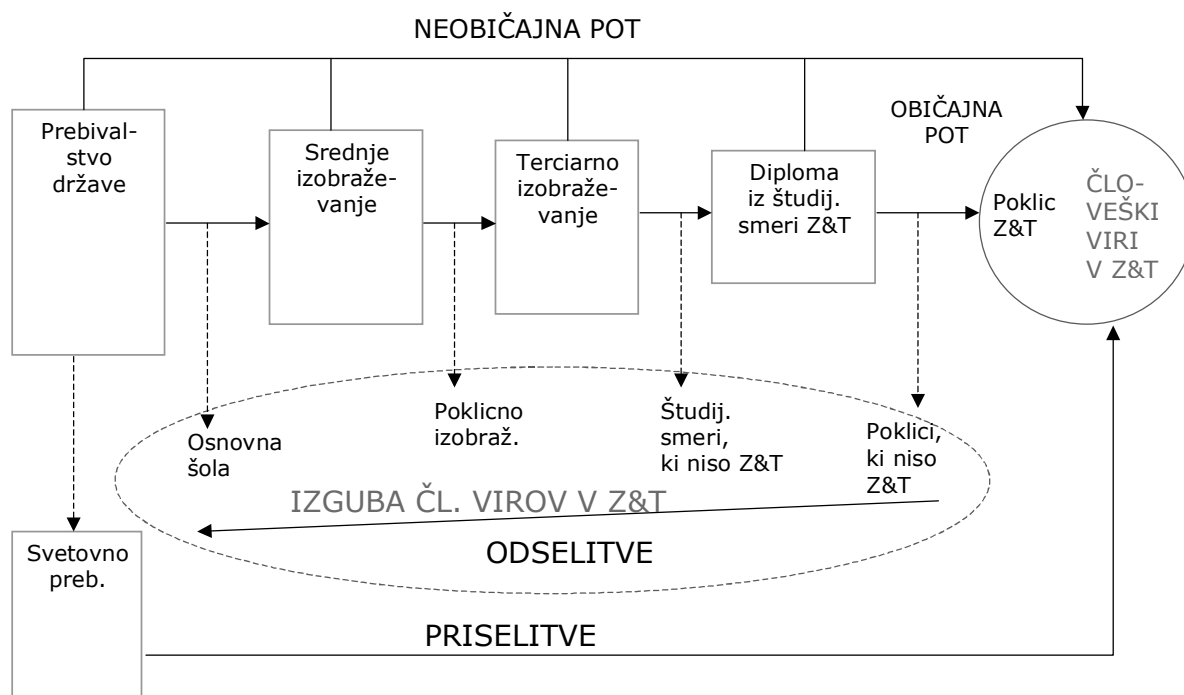 NEOBIČAJNA POT
OBIČAJNA
POT
Prebival-
stvo
države
Srednje
izobraže-
vanje
Terciarno
izobraže-
vanje
Diploma
iz študij.
smeri Z&T
Poklic
Z&T
ČLO-
VEŠKI
VIRI
V Z&T
Osnovna
šola
Poklicno
izobraž.
Študij.
smeri,
ki niso Z&T
Poklici,
ki niso
Z&T
IZGUBA ČL. VIROV V Z&T
ODSELITVE
Svetovno
preb.
PRISELITVE